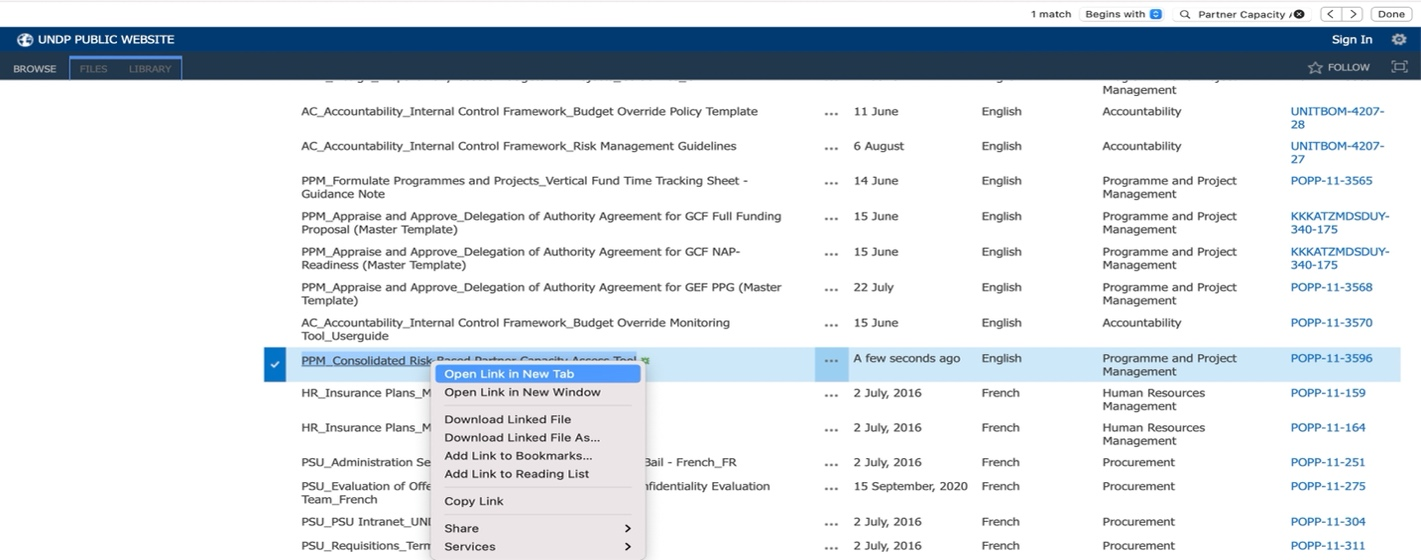 1 match Begins with Partner Capacity Done
UNDP PUBLIC WEBSITE Sign In
BROWSE FILES LIBRARY FOLLOW
Management
AC_Accountability_Internal Control Framework_Budget Override Policy Template ... 11 June English Accountability UNITBOM-4207-
28
AC_Accountability_Internal Control Framework_Risk Management Guidelines ... 6 August English Accountability UNITBOM-4207-
27
PPM_Formulate Programmes and Projects_Vertical Fund Time Tracking Sheet - ... 14 June English Programme and Project POPP-11-3565
Guidance Note Management
PPM_Appraise and Approve_Delegation of Authority Agreement for GCF Full Funding ... 15 June English Programme and Project KKKATZMDSDUY-
Proposal (Master Template) Management 340-175
PPM_Appraise and Approve_Delegation of Authority Agreement for GCF NAP- ... 15 June English Programme and Project KKKATZMDSDUY-
Readiness (Master Template) Management 340-175
PPM_Appraise and Approve_Delegation of Authority Agreement for GEF PPG (Master ... 22 July English Programme and Project POPP-11-3568
Template) Management
AC_Accountability_Internal Control Framework_Budget Override Monitoring ... 15 June English Accountability POPP-11-3570
Tool_Userguide
PPM_Consolidated Risk Based Partner Capacity Assess Tool ... A few seconds ago English Programme and Project POPP-11-3596
Management
Open Link in New Tab
Open Link in New Window
Download Linked File
Download Linked File As...
Add Link to Bookmarks...
Add Link to Reading List
Copy Link
Share
Services
HR_Insurance Plans_M ... 2 July, 2016 French Human Resources POPP-11-159
Management
HR_Insurance Plans_M ... 2 July, 2016 French Human Resources POPP-11-164
Management
PSU_Administration Se Bail - French_FR ... 2 July, 2016 French Procurement POPP-11-251
PSU_Evaluation of Offe nfidentiality Evaluation ... 15 September, 2020 French Procurement POPP-11-275
Team_French
PSU_PSU Intranet_UND ... 2 July, 2016 French Procurement POPP-11-304
PSU_Requisitions_Term ... 2 July, 2016 French Procurement POPP-11-311